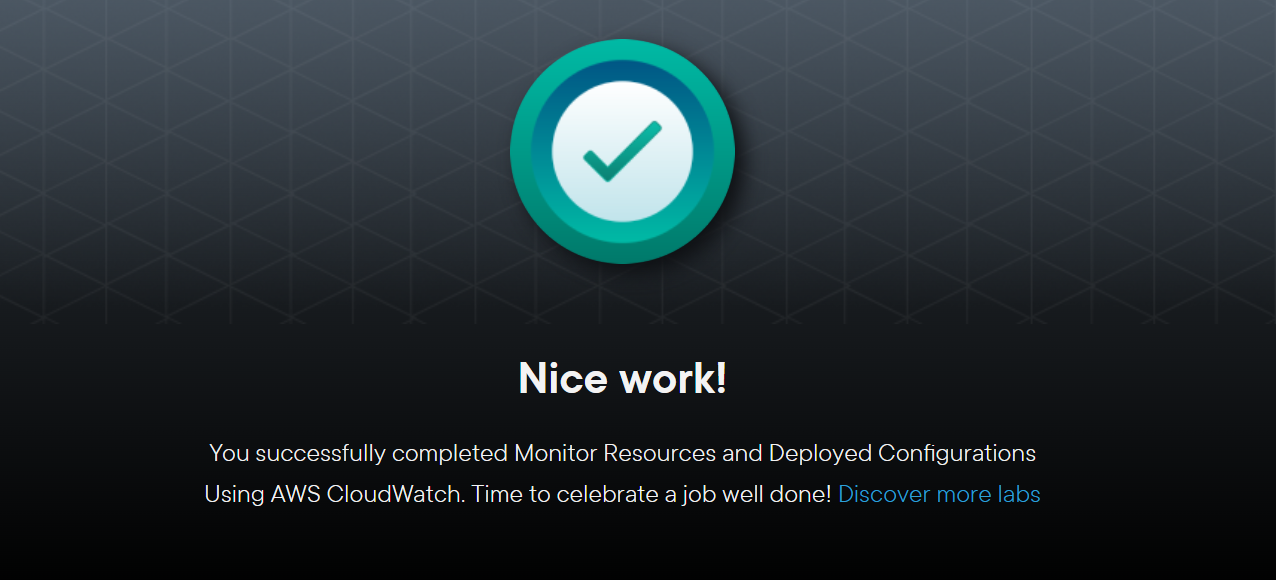 Nice work!
You successfully completed Monitor Resources and Deployed Configurations
Using AWS CloudWatch. Time to celebrate a job well done! Discover more labs